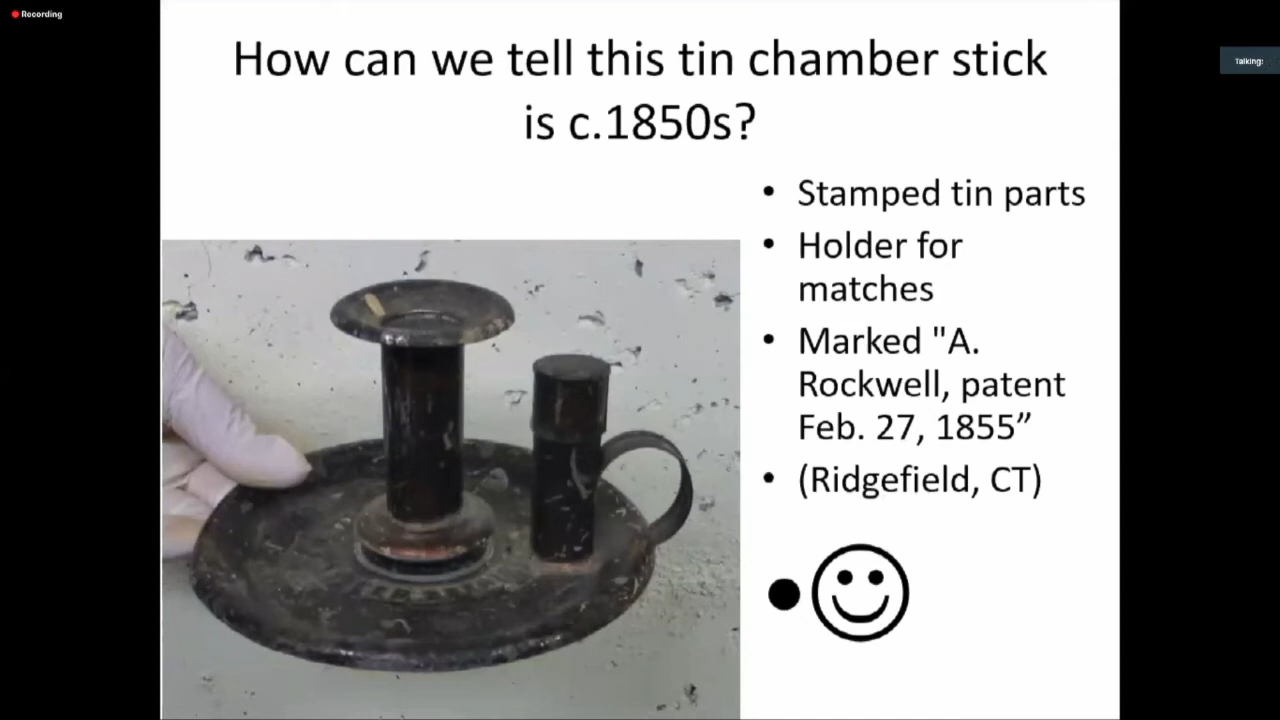 Recording
Talking:
How can we tell this tin chamber stick
is c.1850s?
• Stamped tin parts
• Holder for
matches
• Marked "A.
Rockwell, patent
Feb. 27, 1855”
• (Ridgefield, CT)